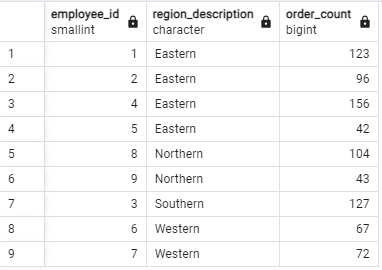 employee_id region_description order_count
smallint character bigint
1 1 Eastern 123
2 2 Eastern 96
3 4 Eastern 156
4 5 Eastern 42
5 8 Northern 104
6 9 Northern 43
7 3 Southern 127
8 6 Western 67
9 7 Western 72